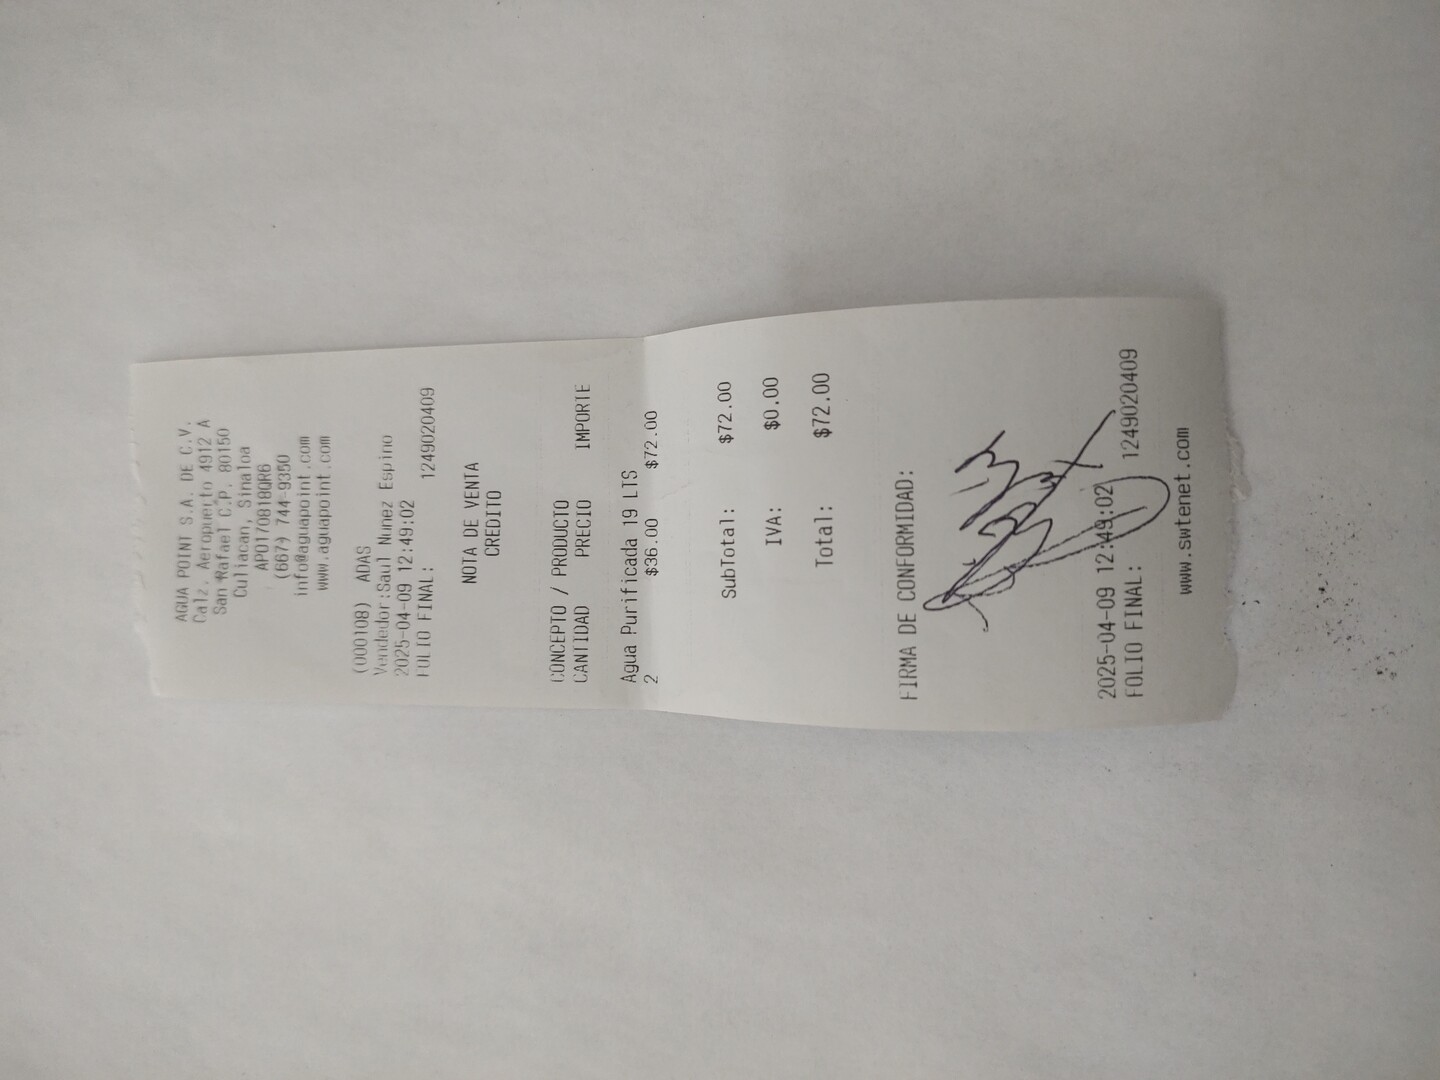 AGUA POINT S.A. DE C.V.
Calz. Aeropuerto 4912 A
San Rafael C.P. 80150
Culiacan, Sinaloa
APO170818QR6
(667) 744-9350
info@aguapoint.com
www.aguapoint.com
(000108) ADAS
Vendedor:Saul Nunez Espino
2025-04-09 12:49:02
FOLIO FINAL: 1249020409
NOTA DE VENTA
CREDITO
CONCEPTO / PRODUCTO
CANTIDAD PRECIO IMPORTE
Agua Purificada 19 LTS
2 $36.00 $72.00
SubTotal: $72.00
IVA: $0.00
Total: $72.00
FIRMA DE CONFORMIDAD:
2025-04-09 12:49:02
FOLIO FINAL: 1249020409
www.swtenet.com